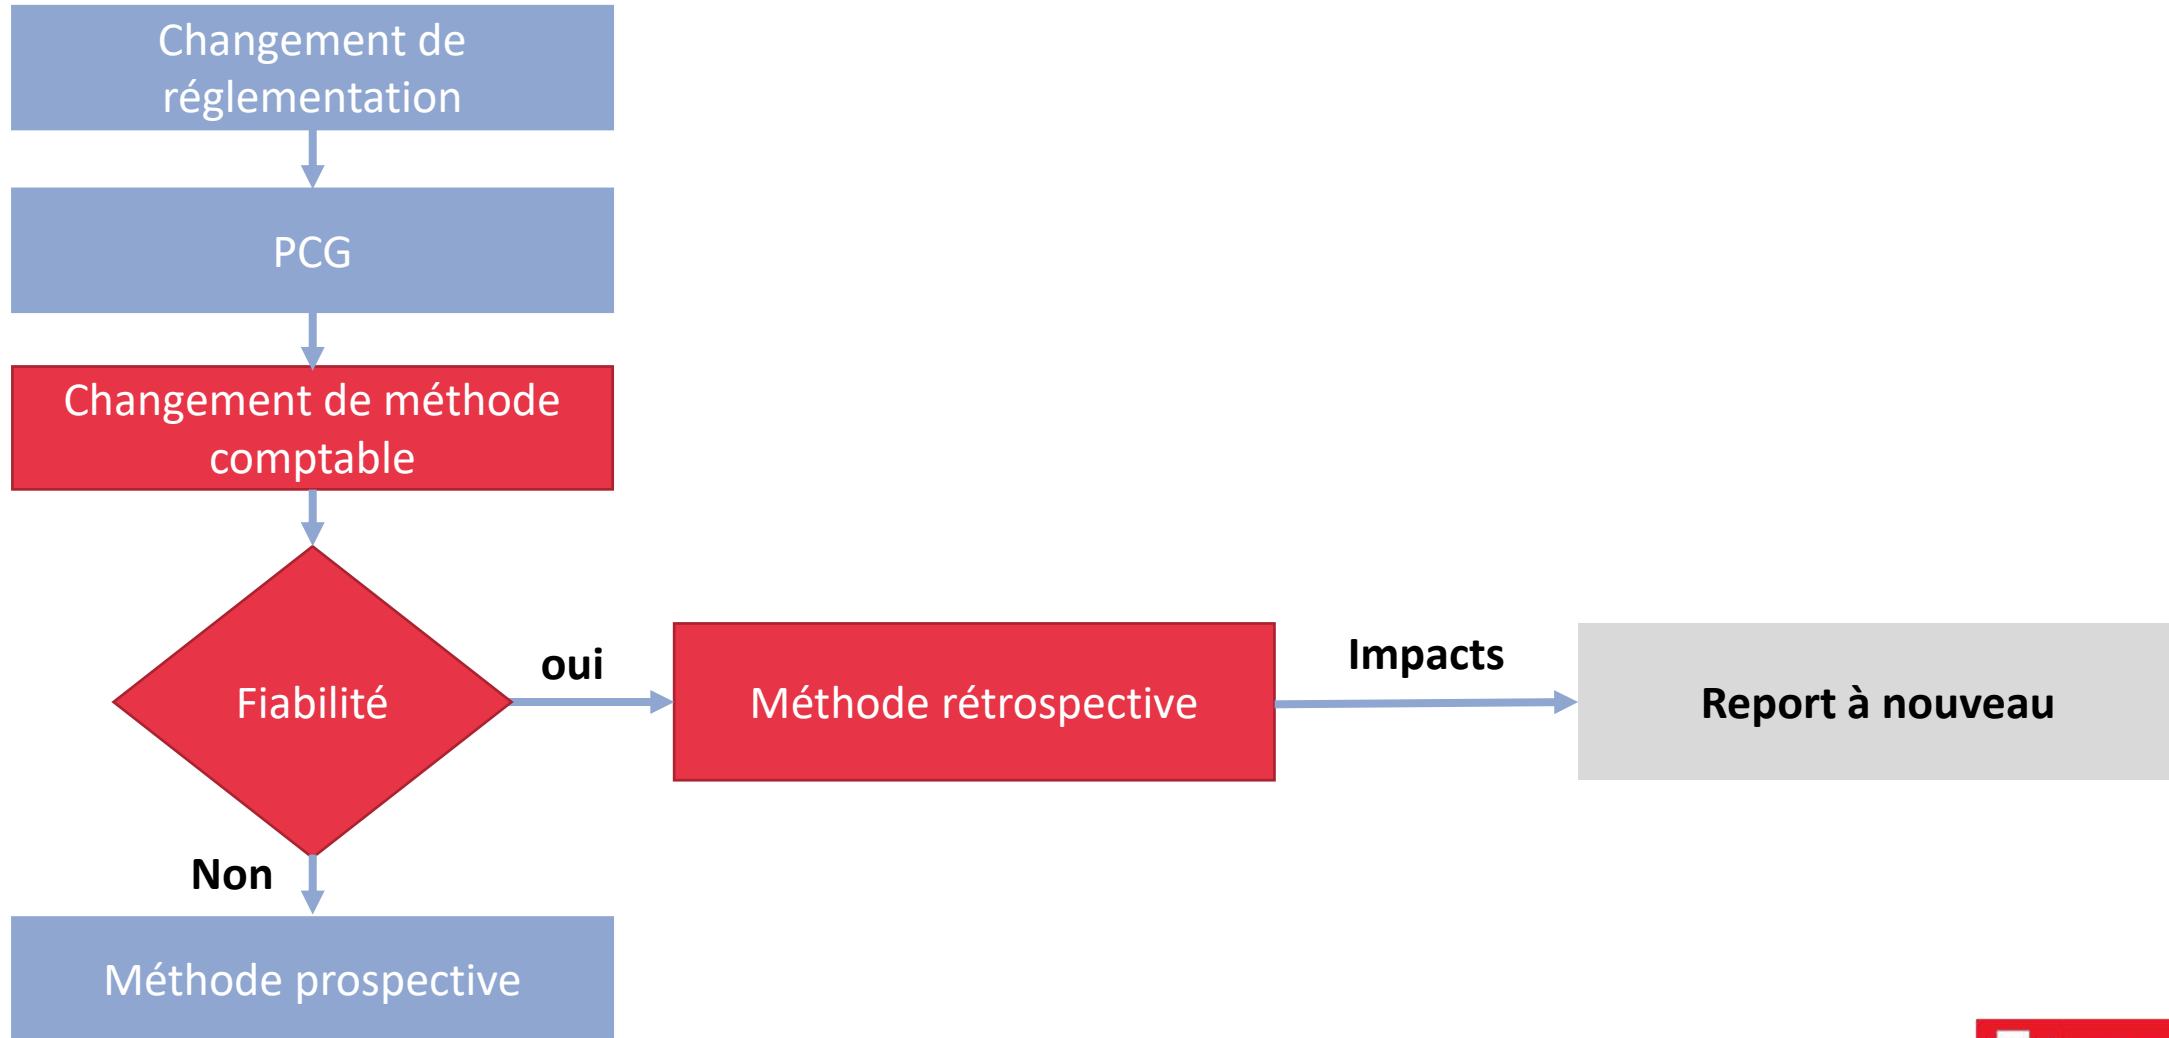 Changement de
réglementation
PCG
Changement de méthode
comptable
Fiabilité
oui
Méthode rétrospective
Impacts
Report à nouveau
Non
Méthode prospective